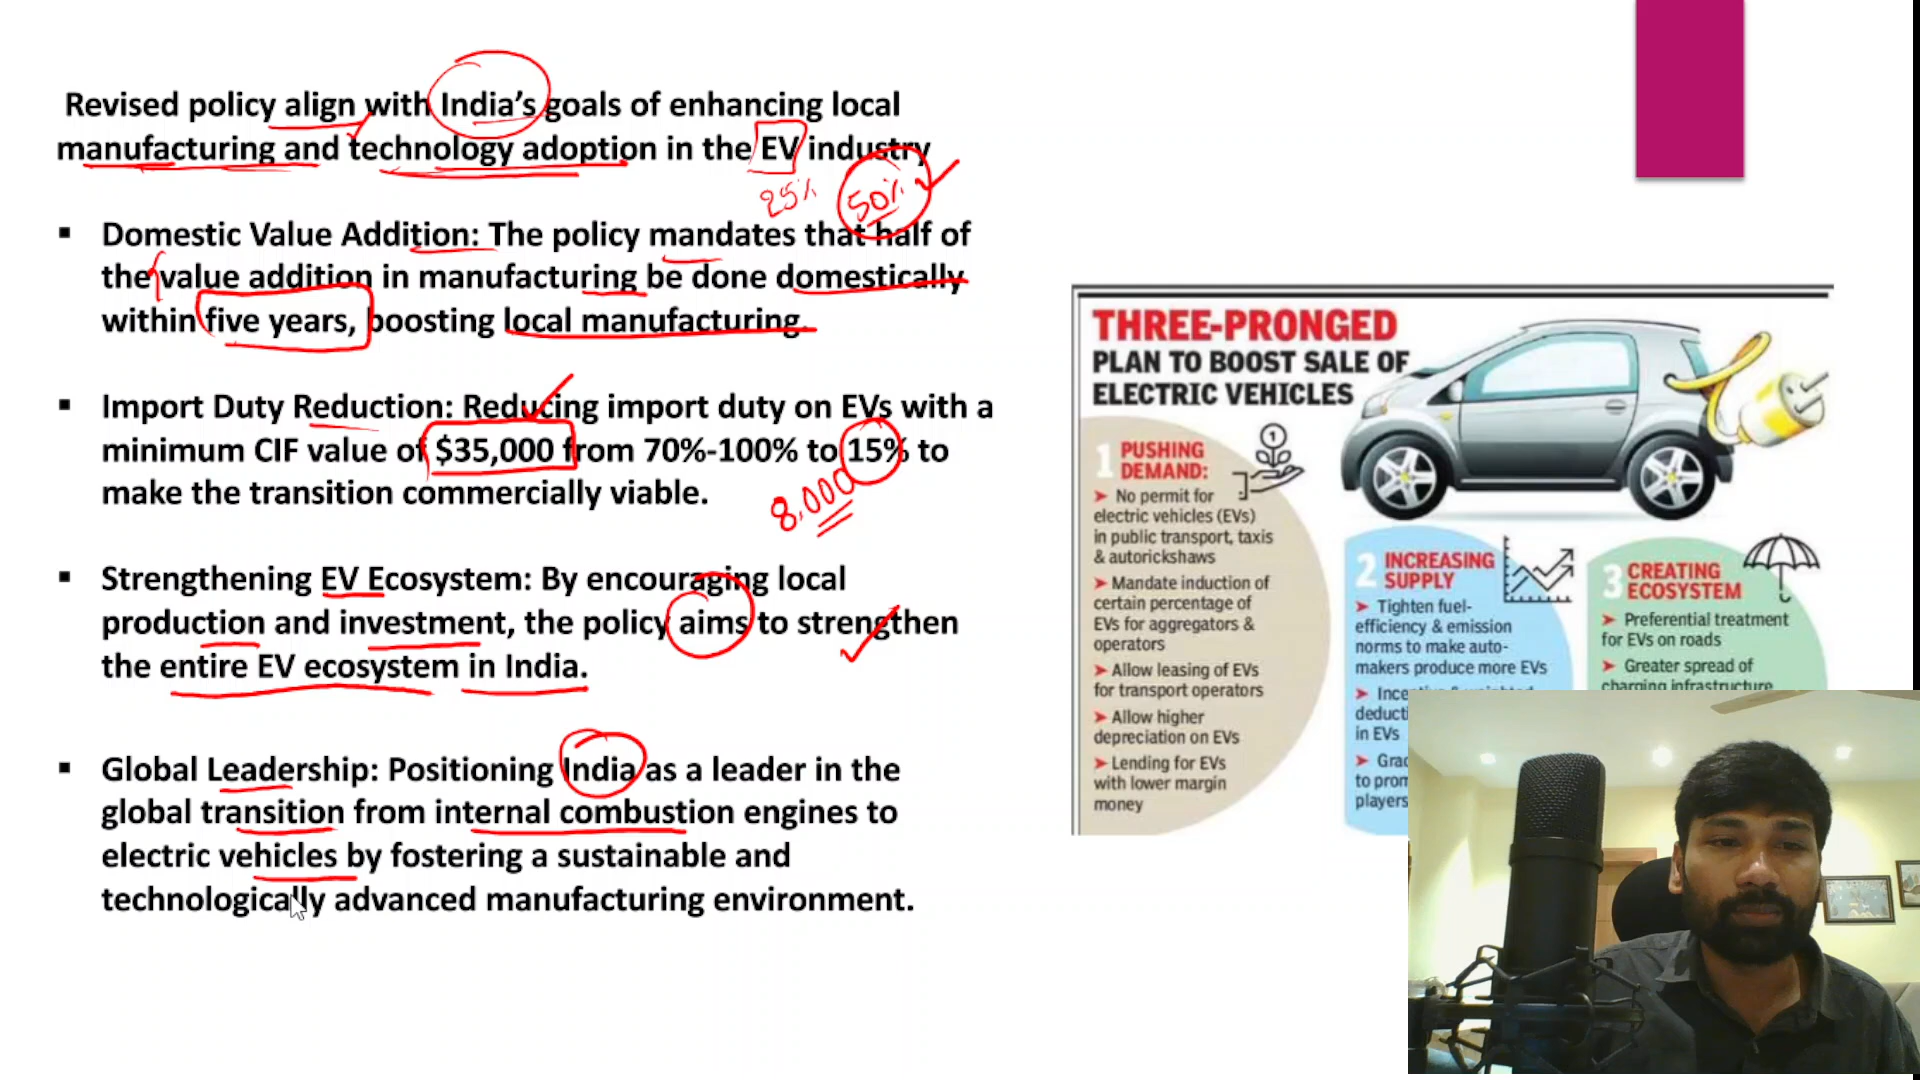 Revised policy align with India's goals of enhancing local
manufacturing and technology adoption in the EV industry
25%
50%
▪ Domestic Value Addition: The policy mandates that half of
the value addition in manufacturing be done domestically
within five years, boosting local manufacturing.
▪ Import Duty Reduction: Reducing import duty on EVs with a
minimum CIF value of $35,000 from 70%-100% to 15% to
make the transition commercially viable.
8,000
▪ Strengthening EV Ecosystem: By encouraging local
production and investment, the policy aims to strengthen
the entire EV ecosystem in India.
▪ Global Leadership: Positioning India as a leader in the
global transition from internal combustion engines to
electric vehicles by fostering a sustainable and
technologically advanced manufacturing environment.
THREE-PRONGED
PLAN TO BOOST SALE OF
ELECTRIC VEHICLES
1 PUSHING
DEMAND:
1
➤ No permit for
electric vehicles (EVs)
in public transport, taxis
& autorickshaws
➤ Mandate induction of
certain percentage of
EVs for aggregators &
operators
➤ Allow leasing of EVs
for transport operators
➤ Allow higher
depreciation on EVs
➤ Lending for EVs
with lower margin
money
2 INCREASING
SUPPLY
➤ Tighten fuel-
efficiency & emission
norms to make auto-
makers produce more EVs
➤
in EVs
➤
to
players
3 CREATING
ECOSYSTEM
➤ Preferential treatment
for EVs on roads
➤ Greater spread of
charging infrastructure